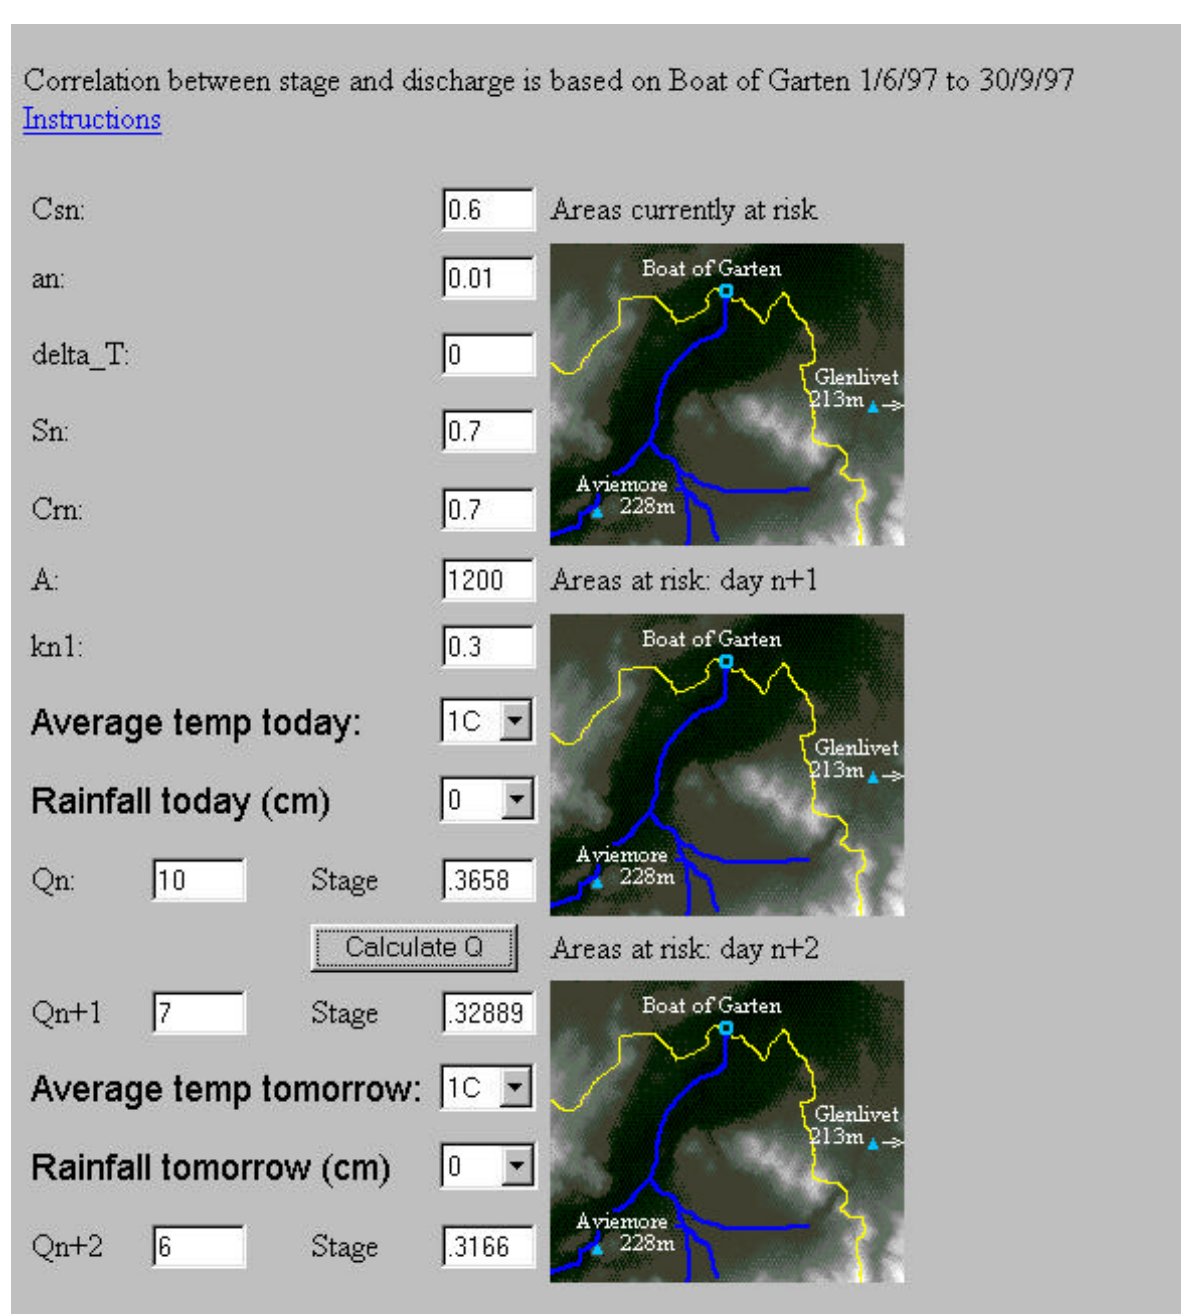 Correlation between stage and discharge is based on Boat of Garten 1/6/97 to 30/9/97
Instructions
Csn: 0.6 Areas currently at risk
an: 0.01
delta_T: 0
Sn: 0.7
Crn: 0.7
Boat of Garten
Glenlivet
213m
Aviemore
228m
A: 1200 Areas at risk: day n+1
kn1: 0.3
Average temp today: 1C
Rainfall today (cm) 0
Qn: 10 Stage .3658
Boat of Garten
Glenlivet
213m
Aviemore
228m
Calculate Q Areas at risk: day n+2
Qn+1 7 Stage .32889
Average temp tomorrow: 1C
Rainfall tomorrow (cm) 0
Qn+2 6 Stage .3166
Boat of Garten
Glenlivet
213m
Aviemore
228m